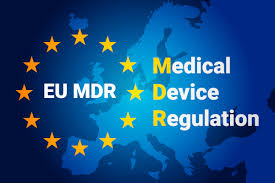 EU MDR
Medical
Device
Regulation